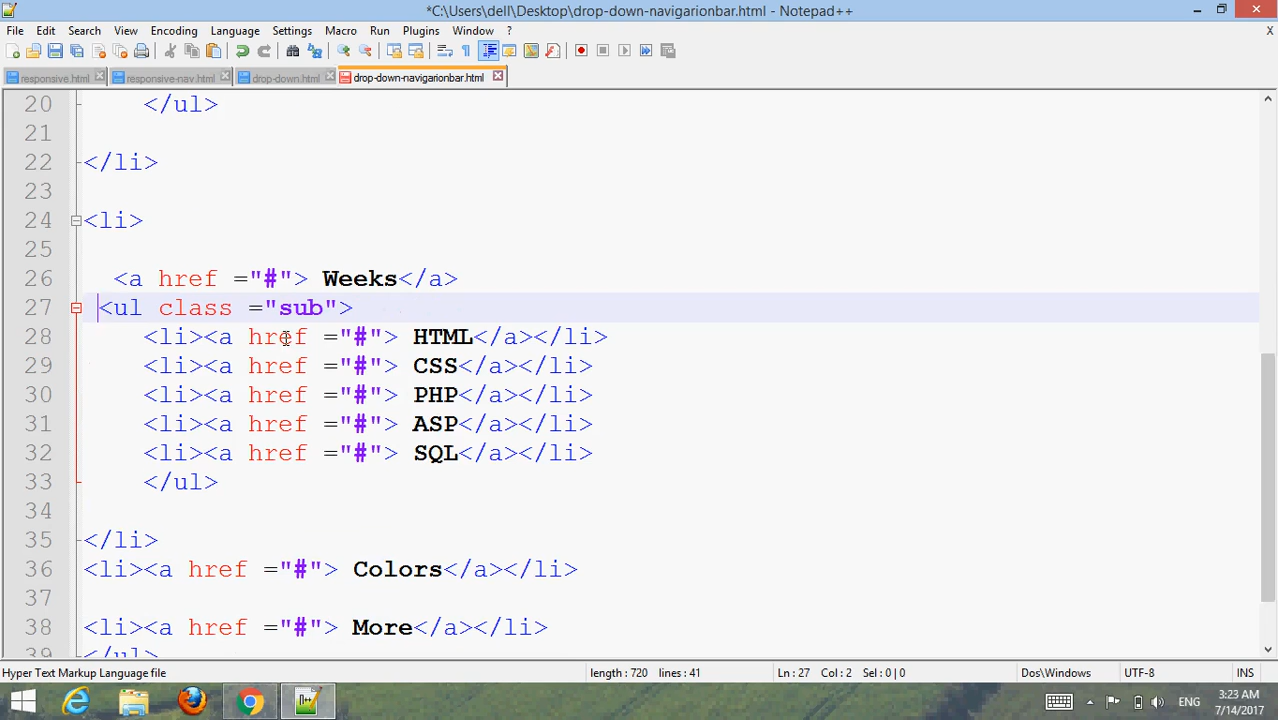 *C:\Users\dell\Desktop\drop-down-navigarionbar.html - Notepad++
File Edit Search View Encoding Language Settings Macro Run Plugins Window ? X
responsive.html responsive-nav.html drop-down.html drop-down-navigarionbar.html
20 </ul>
21
22 </li>
23
24 <li>
25
26 <a href ="#"> Weeks</a>
27 <ul class ="sub">
28 <li><a href ="#"> HTML</a></li>
29 <li><a href ="#"> CSS</a></li>
30 <li><a href ="#"> PHP</a></li>
31 <li><a href ="#"> ASP</a></li>
32 <li><a href ="#"> SQL</a></li>
33 </ul>
34
35 </li>
36 <li><a href ="#"> Colors</a></li>
37
38 <li><a href ="#"> More</a></li>
39 </ul>
Hyper Text Markup Language file length : 720 lines : 41 Ln : 27 Col : 2 Sel : 0 | 0 Dos\Windows UTF-8 INS
ENG 3:23 AM
7/14/2017